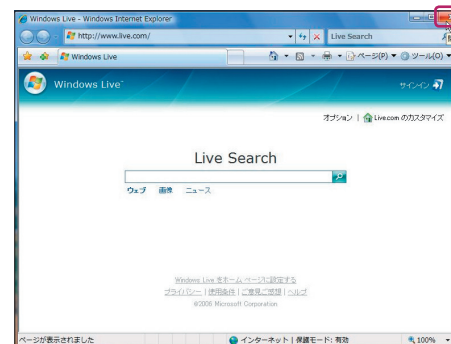 Windows Live - Windows Internet Explorer
http://www.live.com/
Live Search
Windows Live
ページ(P)
ツール(O)
Windows Live
サインイン
オプション | Live.com のカスタマイズ
Live Search
ウェブ 画像 ニュース
Windows Live をホーム ページに設定する
プライバシー | 使用条件 | ご意見ご感想 | ヘルプ
©2006 Microsoft Corporation
ページが表示されました
インターネット | 保護モード: 有効
100%